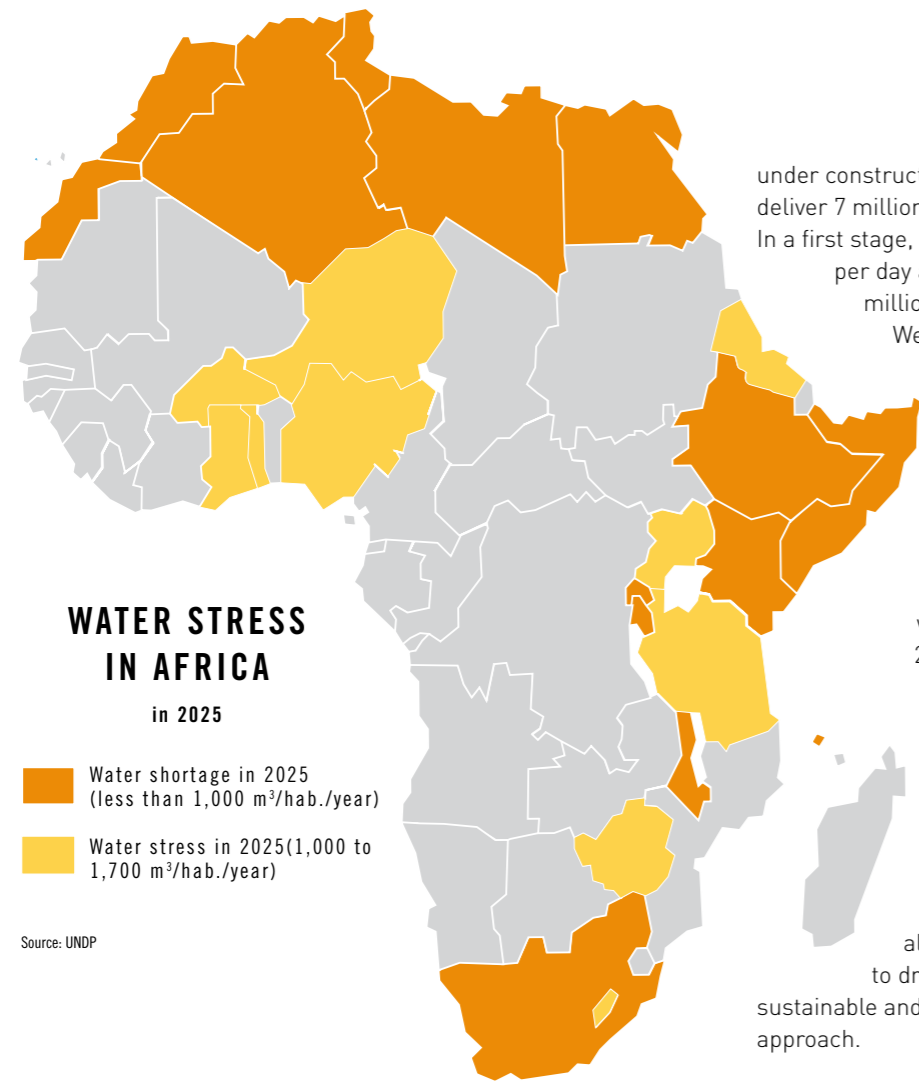 under construct
deliver 7 million
In a first stage,
per day
millio
We
WATER STRESS
IN AFRICA
in 2025
Water shortage in 2025
(less than 1,000 m³/hab./year)
Water stress in 2025(1,000 to
1,700 m³/hab./year)
Source: UNDP
v
2
al
to dr
sustainable and
approach.